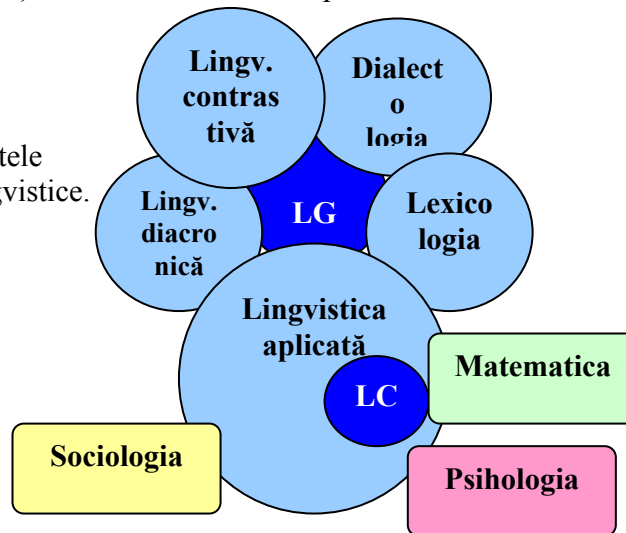 Lingv.
contras
tivă
Dialect
o
logia
tele
gvistice.
Lingv.
diacro
nică
LG
Lexico
logia
Lingvistica
aplicată
LC
Matematica
Sociologia
Psihologia